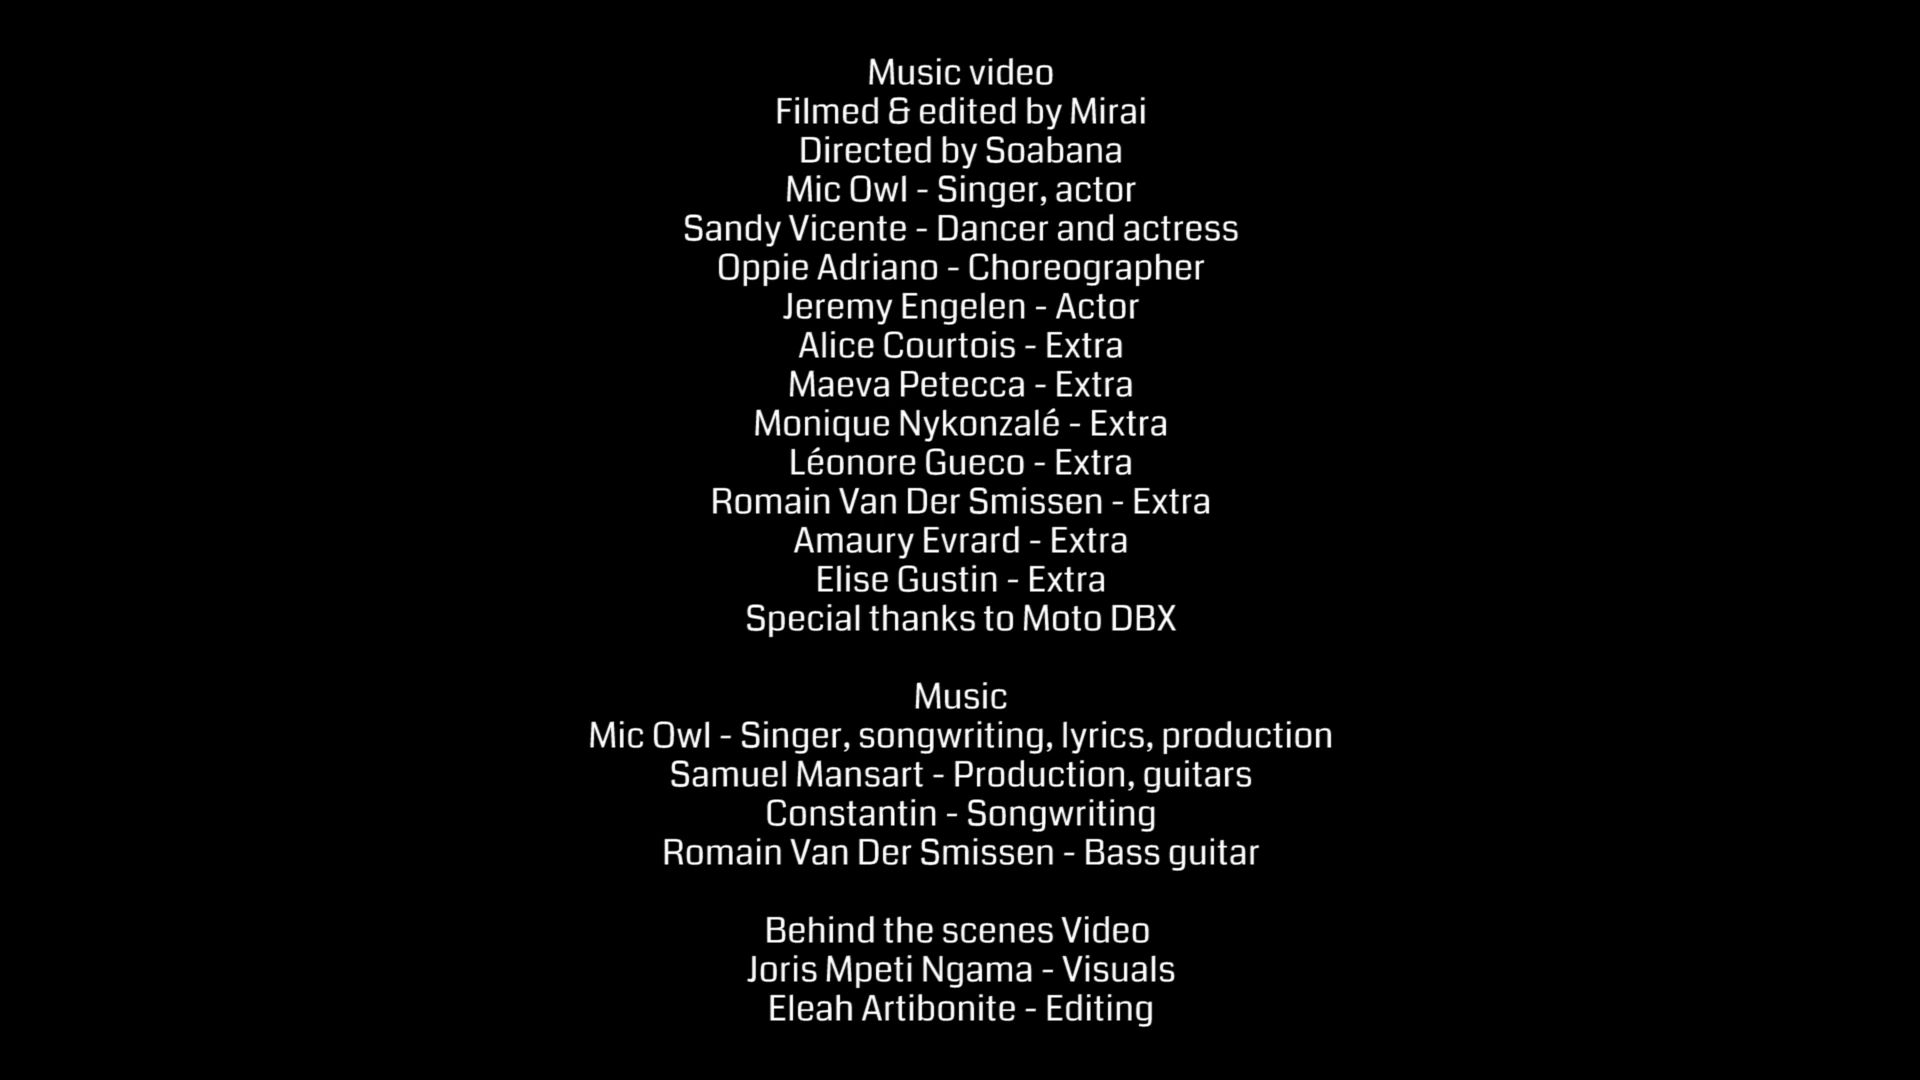 Music video
Filmed & edited by Mirai
Directed by Soabana
Mic Owl - Singer, actor
Sandy Vicente - Dancer and actress
Oppie Adriano - Choreographer
Jeremy Engelen - Actor
Alice Courtois - Extra
Maeva Petecca - Extra
Monique Nykonzalé - Extra
Léonore Gueco - Extra
Romain Van Der Smissen - Extra
Amaury Evrard - Extra
Elise Gustin - Extra
Special thanks to Moto DBX
Music
Mic Owl - Singer, songwriting, lyrics, production
Samuel Mansart - Production, guitars
Constantin - Songwriting
Romain Van Der Smissen - Bass guitar
Behind the scenes Video
Joris Mpeti Ngama - Visuals
Eleah Artibonite - Editing